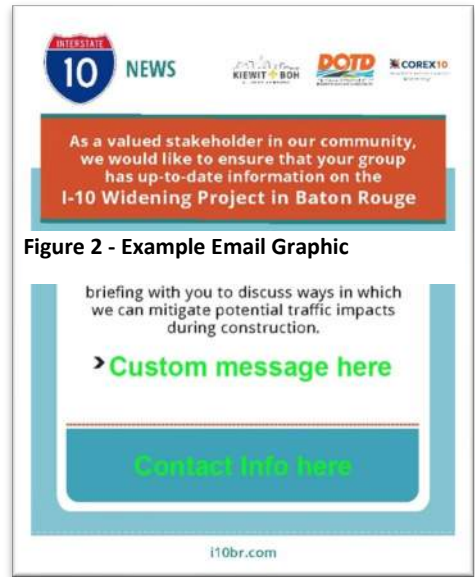 INTERSTATE
10
NEWS
KIEWIT BOH
DOTD
COREX10
As a valued stakeholder in our community,
we would like to ensure that your group
has up-to-date information on the
I-10 Widening Project in Baton Rouge
Figure 2 - Example Email Graphic
briefing with you to discuss ways in which
we can mitigate potential traffic impacts
during construction.
Custom message here
Contact Info here
i10br.com